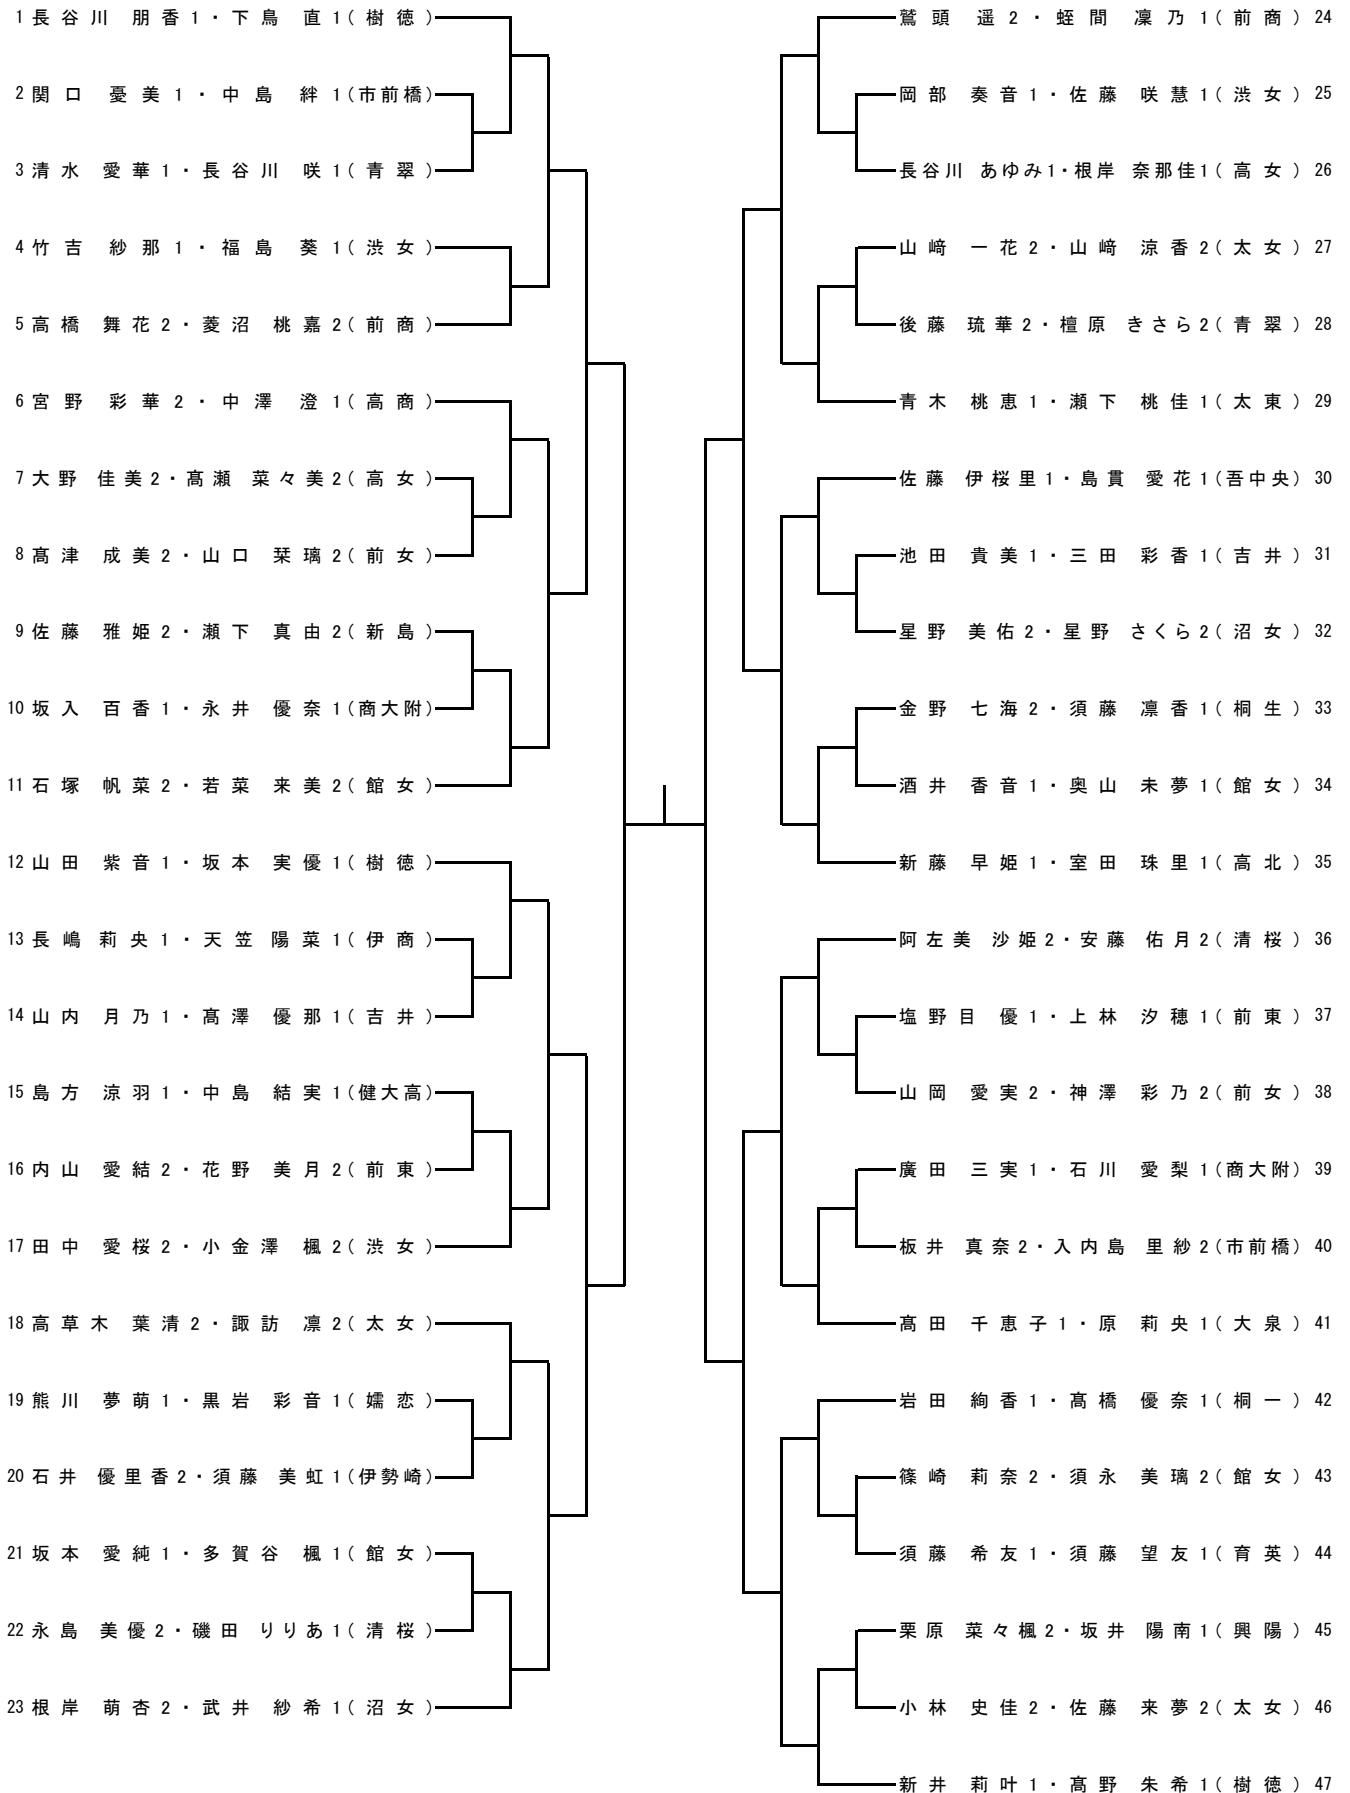 1 長谷川 朋香1・下鳥 直1(樹徳)
2 関口 憂美1・中島 絆1(市前橋)
3 清水 愛華1・長谷川 咲1(青翠)
4 竹吉 紗那1・福島 葵1(渋女)
5 高橋 舞花2・菱沼 桃嘉2(前商)
6 宮野 彩華2・中澤 澄1(高商)
7 大野 佳美2・髙瀬 菜々美2(高女)
8 髙津 成美2・山口 栞璃2(前女)
9 佐藤 雅姫2・瀬下 真由2(新島)
10 坂入 百香1・永井 優奈1(商大附)
11 石塚 帆菜2・若菜 来美2(館女)
12 山田 紫音1・坂本 実優1(樹徳)
13 長嶋 莉央1・天笠 陽菜1(伊商)
14 山内 月乃1・髙澤 優那1(吉井)
15 島方 涼羽1・中島 結実1(健大高)
16 内山 愛結2・花野 美月2(前東)
17 田中 愛桜2・小金澤 楓2(渋女)
18 高草木 葉清2・諏訪 凛2(太女)
19 熊川 夢萌1・黒岩 彩音1(嬬恋)
20 石井 優里香2・須藤 美虹1(伊勢崎)
21 坂本 愛純1・多賀谷 楓1(館女)
22 永島 美優2・磯田 りりあ1(清桜)
23 根岸 萌杏2・武井 紗希1(沼女)
鷲頭 遥2・蛭間 凜乃1(前商) 24
岡部 奏音1・佐藤 咲慧1(渋女) 25
長谷川 あゆみ1・根岸 奈那佳1(高女) 26
山﨑 一花2・山﨑 涼香2(太女) 27
後藤 琉華2・檀原 きさら2(青翠) 28
青木 桃恵1・瀬下 桃佳1(太東) 29
佐藤 伊桜里1・島貫 愛花1(吾中央) 30
池田 貴美1・三田 彩香1(吉井) 31
星野 美佑2・星野 さくら2(沼女) 32
金野 七海2・須藤 凛香1(桐生) 33
酒井 香音1・奥山 未夢1(館女) 34
新藤 早姫1・室田 珠里1(高北) 35
阿左美 沙姫2・安藤 佑月2(清桜) 36
塩野目 優1・上林 汐穂1(前東) 37
山岡 愛実2・神澤 彩乃2(前女) 38
廣田 三実1・石川 愛梨1(商大附) 39
板井 真奈2・入内島 里紗2(市前橋) 40
髙田 千恵子1・原 莉央1(大泉) 41
岩田 絢香1・髙橋 優奈1(桐一) 42
篠崎 莉奈2・須永 美璃2(館女) 43
須藤 希友1・須藤 望友1(育英) 44
栗原 菜々楓2・坂井 陽南1(興陽) 45
小林 史佳2・佐藤 来夢2(太女) 46
新井 莉叶1・髙野 朱希1(樹徳) 47